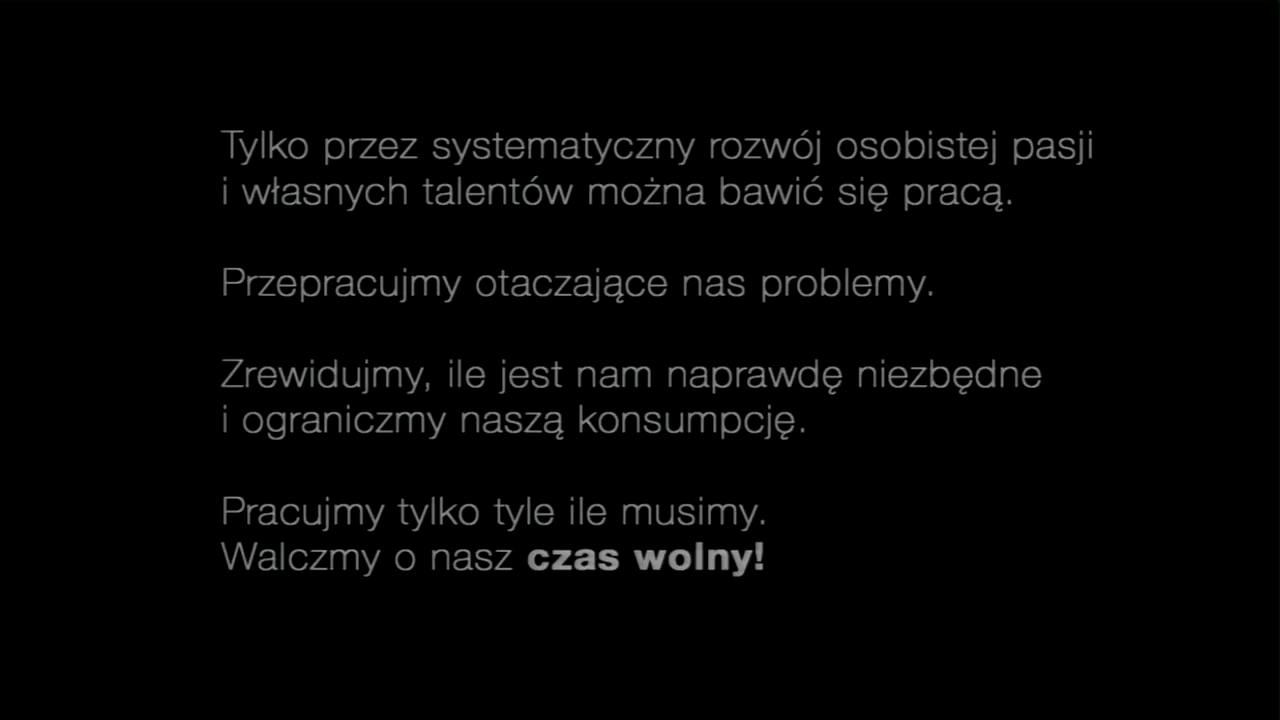 Tylko przez systematyczny rozwój osobistej pasji
i własnych talentów można bawić się pracą.
Przepracujmy otaczające nas problemy.
Zrewidujmy, ile jest nam naprawdę niezbędne
i ograniczmy naszą konsumpcję.
Pracujmy tylko tyle ile musimy.
Walczmy o nasz czas wolny!